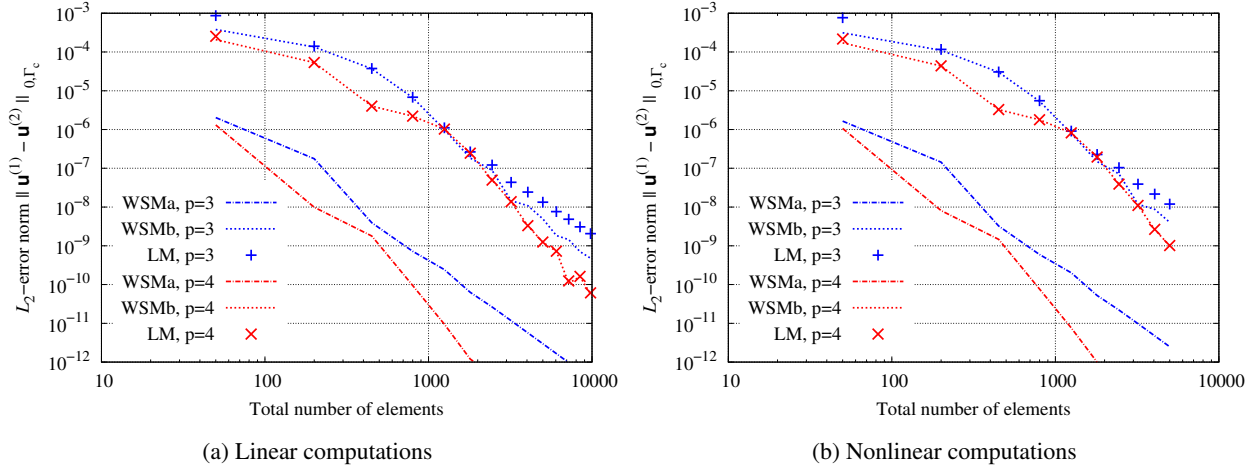 L₂−error norm ‖ u⁽¹⁾ − u⁽²⁾ ‖ ₀,Γc
10⁻³
10⁻⁴
10⁻⁵
10⁻⁶
10⁻⁷
10⁻⁸
10⁻⁹
10⁻¹⁰
10⁻¹¹
10⁻¹²
WSMa, p=3
WSMb, p=3
LM, p=3
WSMa, p=4
WSMb, p=4
LM, p=4
10 100 1000 10000
Total number of elements
(a) Linear computations
L₂−error norm ‖ u⁽¹⁾ − u⁽²⁾ ‖ ₀,Γc
10⁻³
10⁻⁴
10⁻⁵
10⁻⁶
10⁻⁷
10⁻⁸
10⁻⁹
10⁻¹⁰
10⁻¹¹
10⁻¹²
WSMa, p=3
WSMb, p=3
LM, p=3
WSMa, p=4
WSMb, p=4
LM, p=4
10 100 1000 10000
Total number of elements
(b) Nonlinear computations